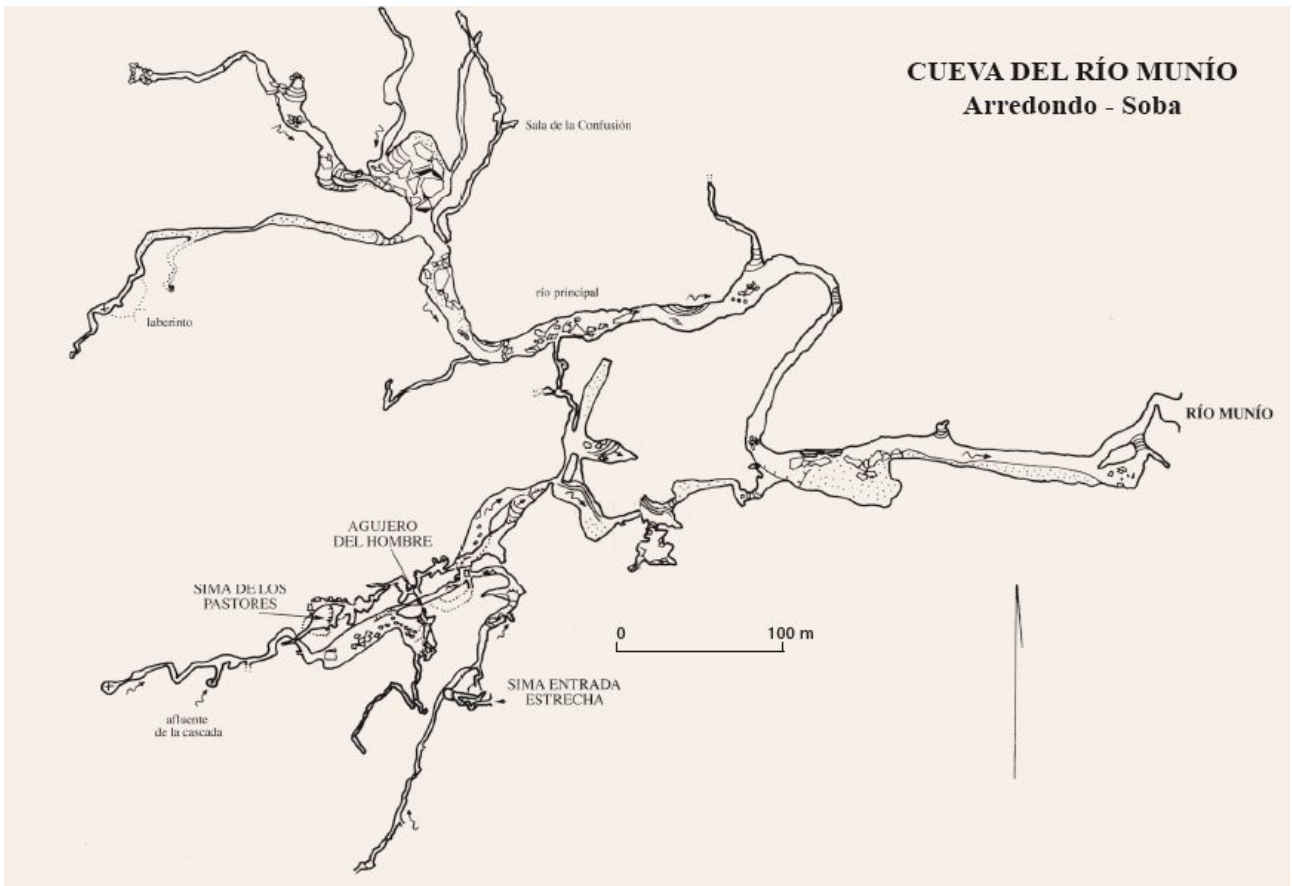 CUEVA DEL RÍO MUNÍO
Arredondo - Soba
Sala de la Confusión
río principal
laberinto
RÍO MUNÍO
AGUJERO
DEL HOMBRE
SIMA DE LOS
PASTORES
0 100 m
SIMA ENTRADA
ESTRECHA
afluente
de la cascada